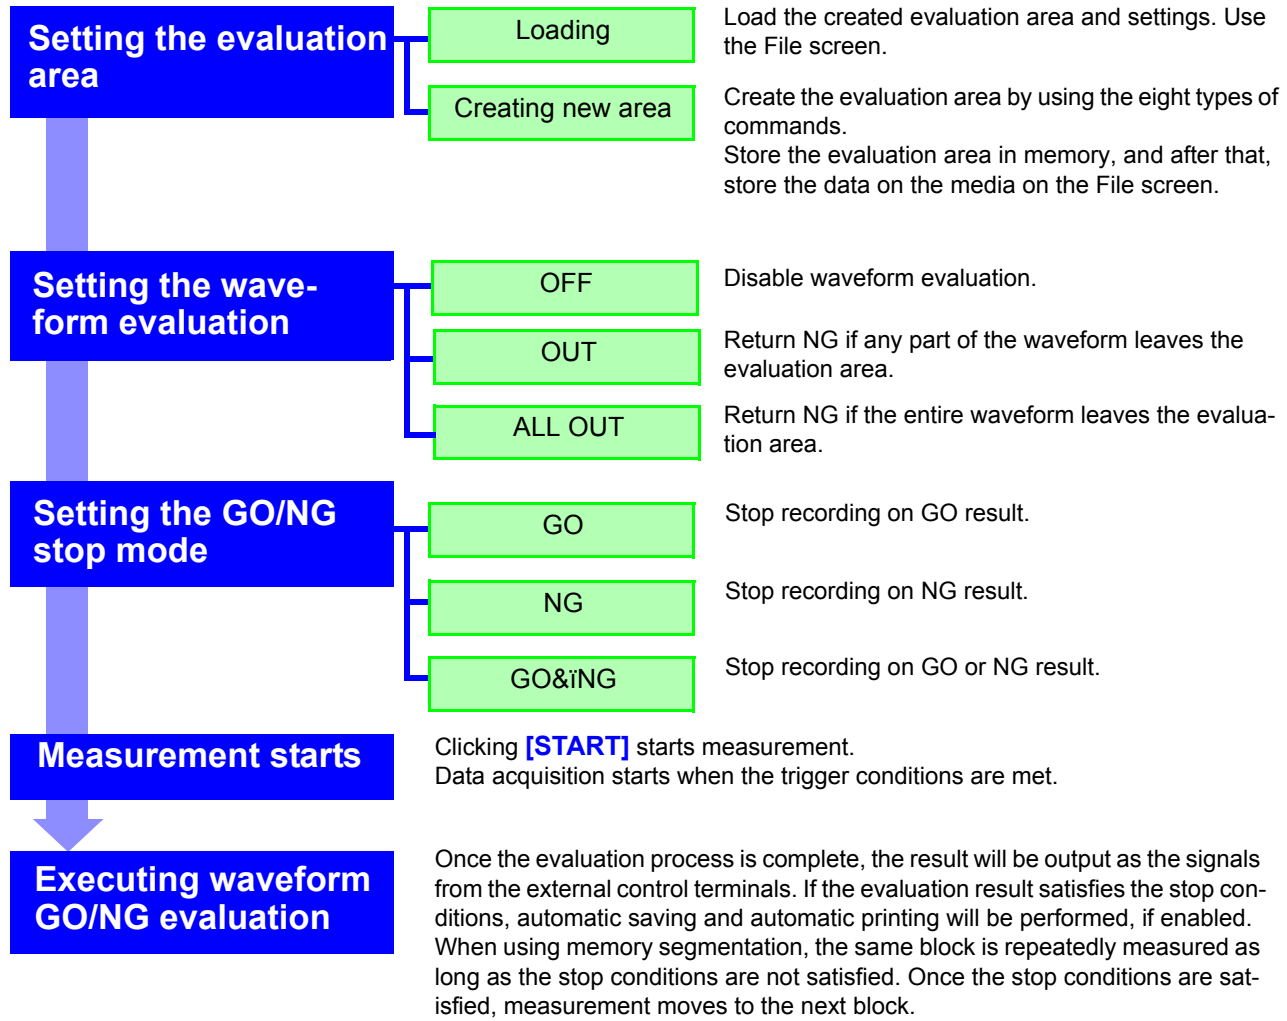 Setting the evaluation
area
Loading
Load the created evaluation area and settings. Use
the File screen.
Creating new area
Create the evaluation area by using the eight types of
commands.
Store the evaluation area in memory, and after that,
store the data on the media on the File screen.
Setting the wave-
form evaluation
OFF
Disable waveform evaluation.
OUT
Return NG if any part of the waveform leaves the
evaluation area.
ALL OUT
Return NG if the entire waveform leaves the evalua-
tion area.
Setting the GO/NG
stop mode
GO
Stop recording on GO result.
NG
Stop recording on NG result.
GO&ïNG
Stop recording on GO or NG result.
Measurement starts
Clicking [START] starts measurement.
Data acquisition starts when the trigger conditions are met.
Executing waveform
GO/NG evaluation
Once the evaluation process is complete, the result will be output as the signals
from the external control terminals. If the evaluation result satisfies the stop con-
ditions, automatic saving and automatic printing will be performed, if enabled.
When using memory segmentation, the same block is repeatedly measured as
long as the stop conditions are not satisfied. Once the stop conditions are sat-
isfied, measurement moves to the next block.